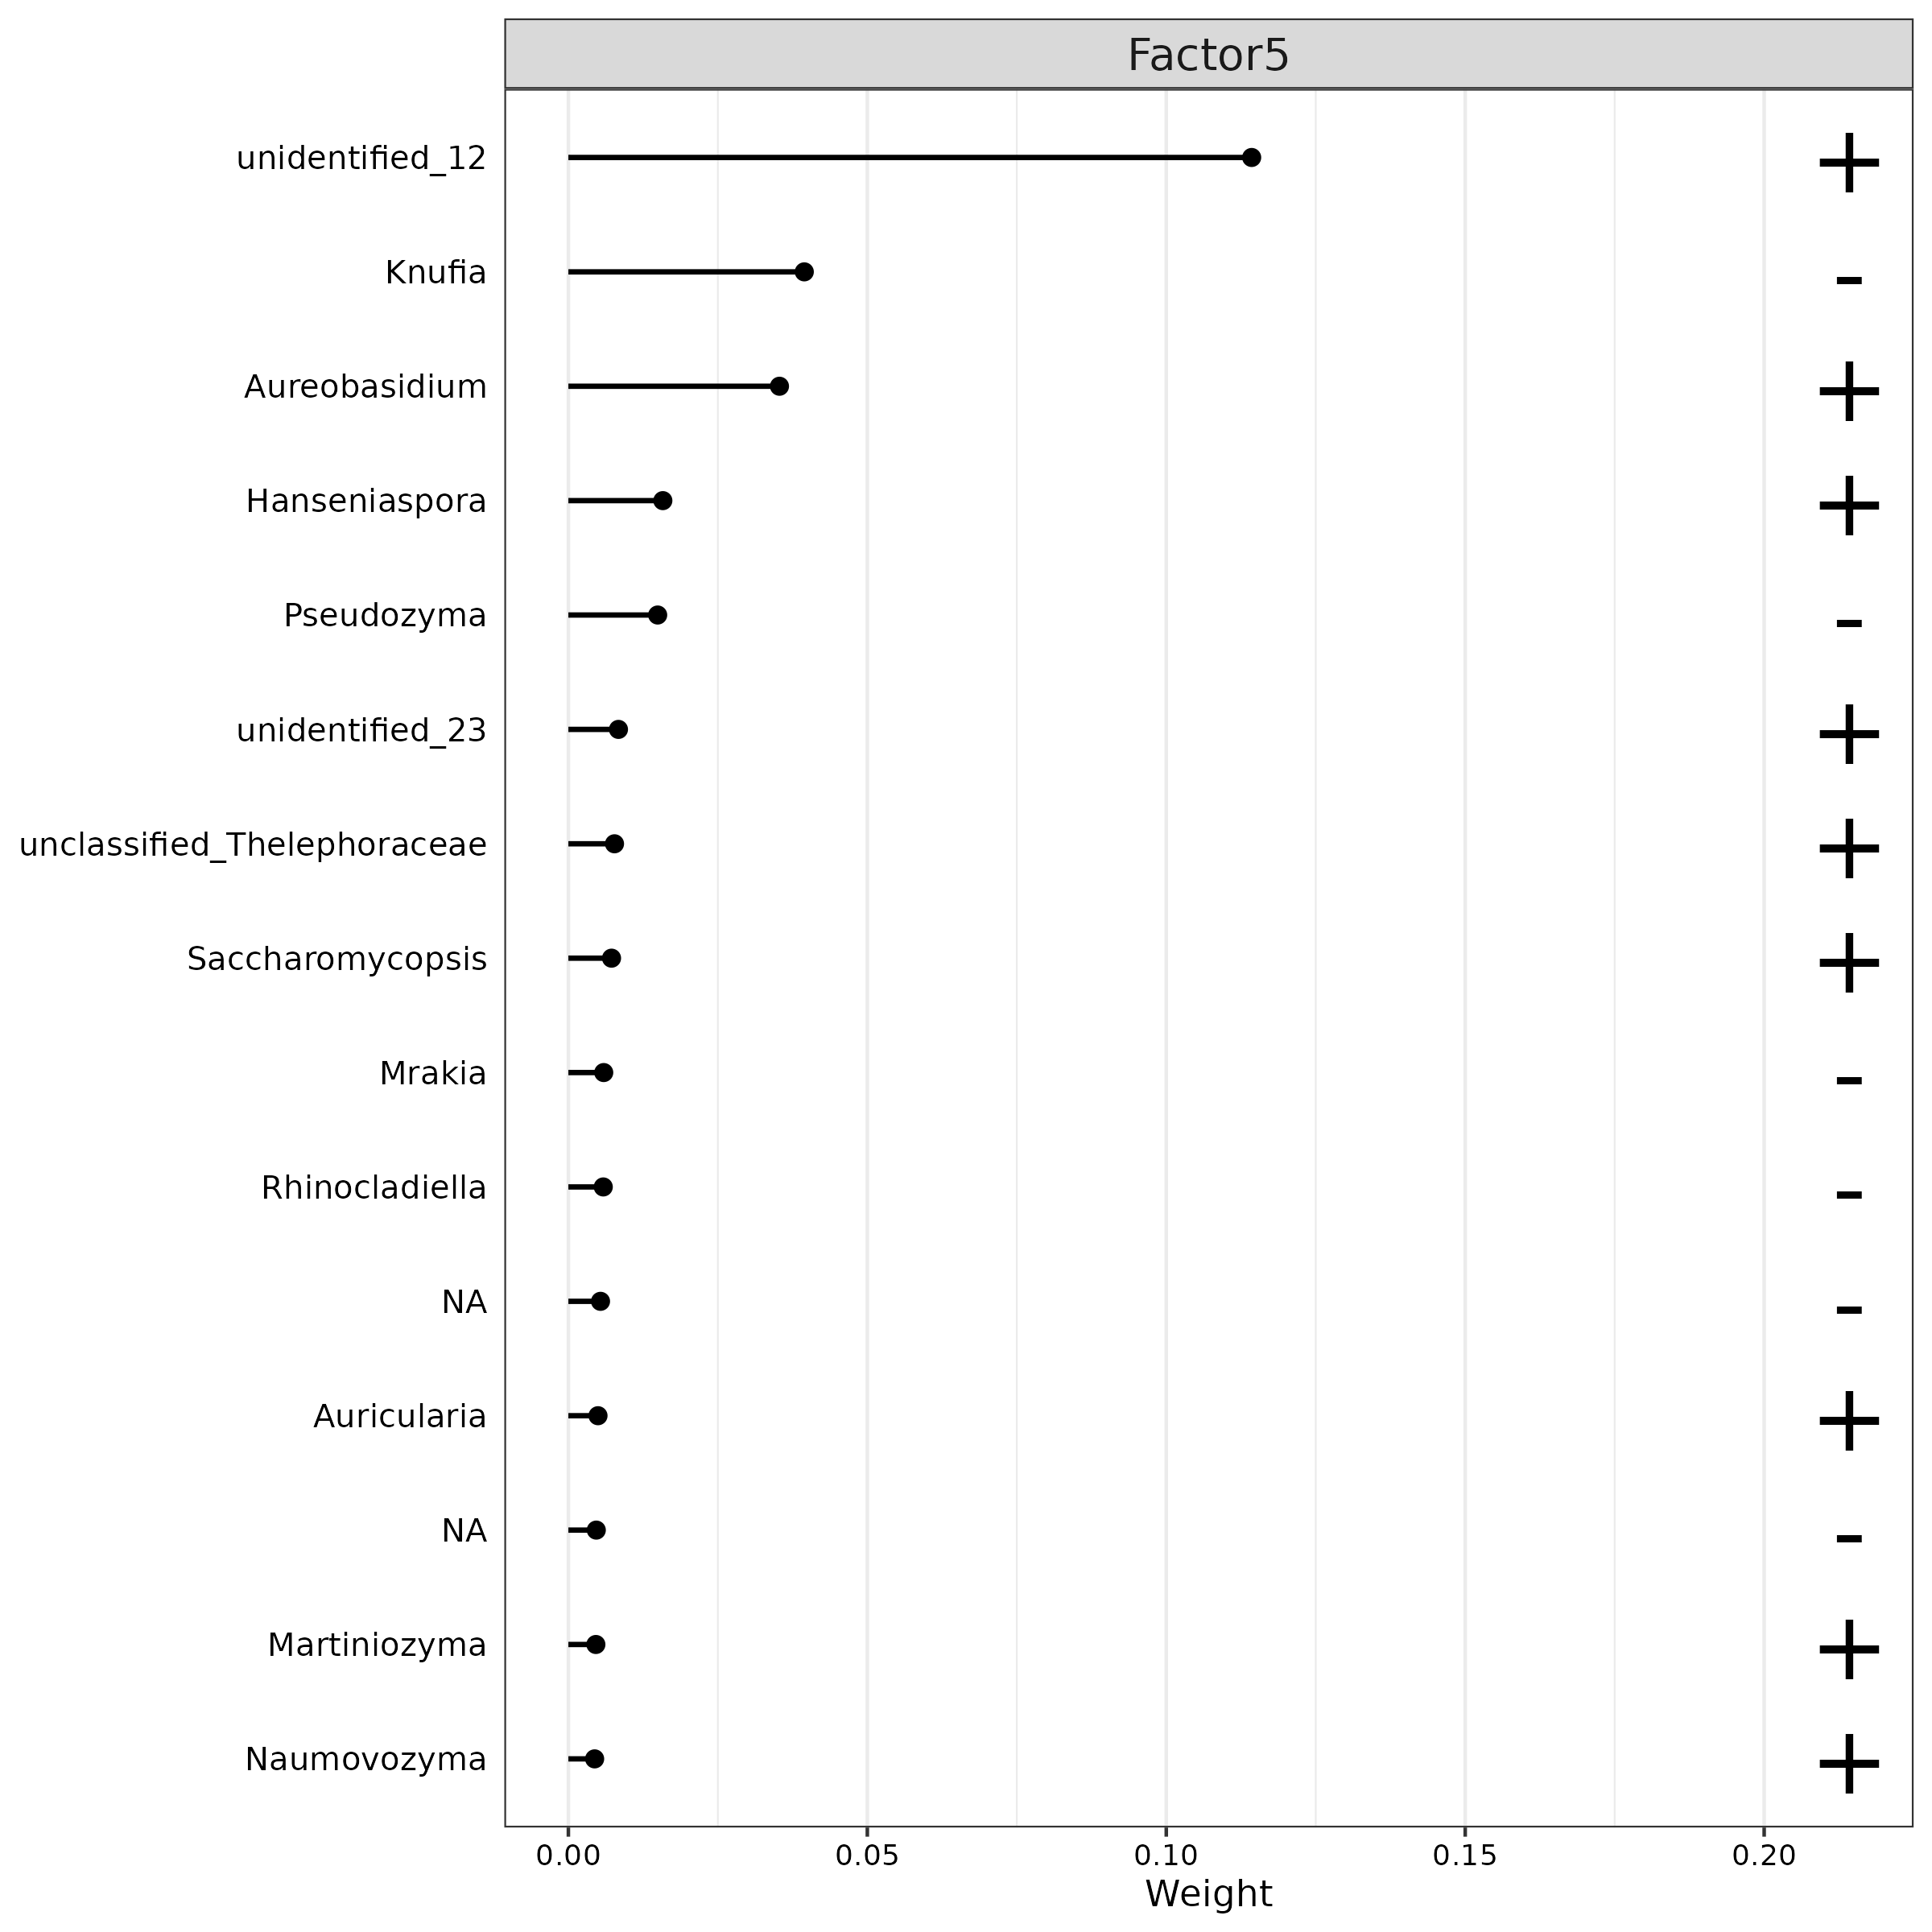 Factor5
unidentified_12 +
Knufia -
Aureobasidium +
Hanseniaspora +
Pseudozyma -
unidentified_23 +
unclassified_Thelephoraceae +
Saccharomycopsis +
Mrakia -
Rhinocladiella -
NA -
Auricularia +
NA -
Martiniozyma +
Naumovozyma +
0.00 0.05 0.10 0.15 0.20
Weight